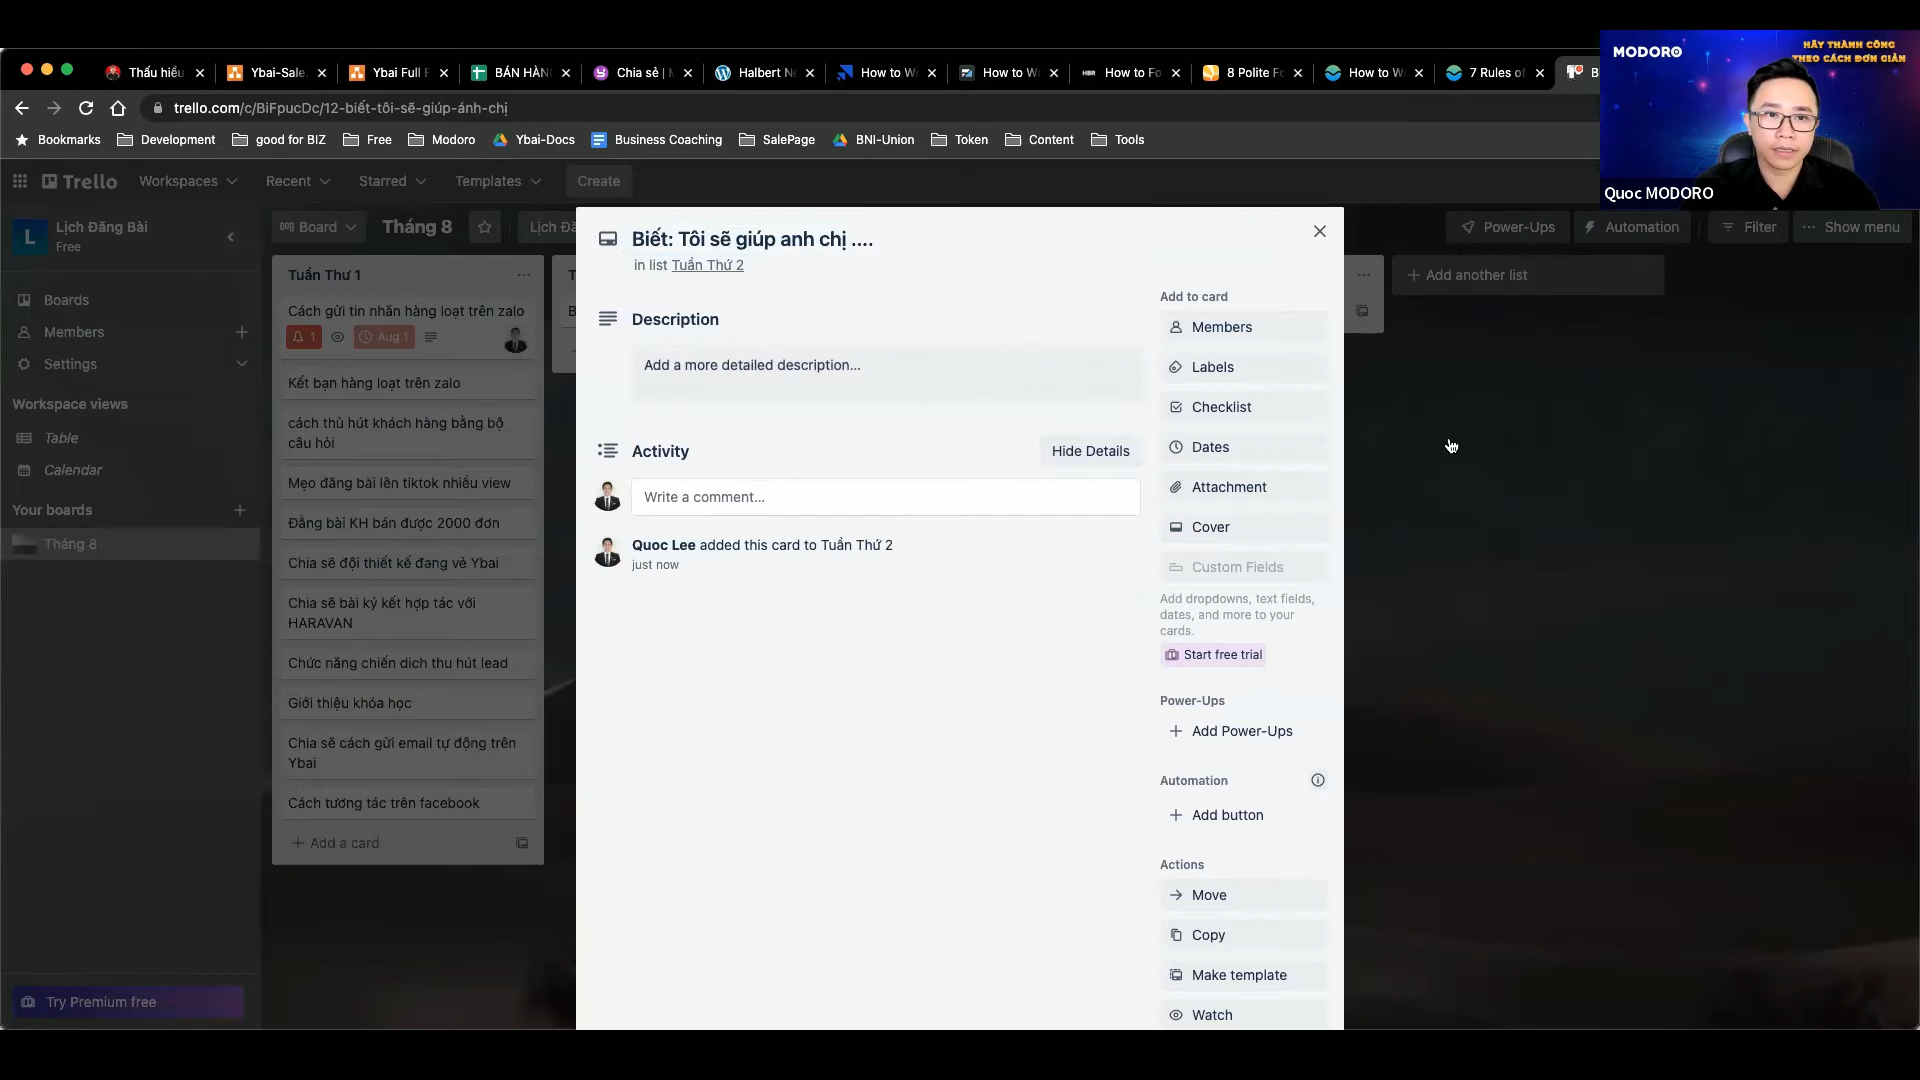 Thấu hiểu
Ybai-Sale
Ybai Full F
BÁN HÀN
Chia sẻ | M
Halbert Ne
How to W
How to Wr
HBR
How to Fo
8 Polite Fo
How to W
7 Rules of
B
trello.com/c/BiFpucDc/12-biết-tôi-sẽ-giúp-ánh-chị
Bookmarks
Development
good for BIZ
Free
Modoro
Ybai-Docs
Business Coaching
SalePage
BNI-Union
Token
Content
Tools
MODORO
HÃY THÀNH CÔNG
THEO CÁCH ĐƠN GIẢN
Quoc MODORO
Trello
Workspaces
Recent
Starred
Templates
Create
L
Lịch Đăng Bài
Free
Board
Tháng 8
Lịch Đă
Power-Ups
Automation
Filter
Show menu
Boards
Members
Settings
Workspace views
Table
Calendar
Your boards
Tháng 8
Try Premium free
Tuần Thứ 1
Cách gửi tin nhắn hàng loạt trên zalo
1
Aug 1
Kết bạn hàng loạt trên zalo
cách thủ hút khách hàng bằng bộ
câu hỏi
Mẹo đăng bài lên tiktok nhiều view
Đằng bài KH bán được 2000 đơn
Chia sẽ đội thiết kế đang vẻ Ybai
Chia sẽ bài ký kết hợp tác với
HARAVAN
Chức năng chiến dich thu hút lead
Giới thiệu khóa học
Chia sẽ cách gửi email tự động trên
Ybai
Cách tương tác trên facebook
Add a card
T
B
Add another list
Biết: Tôi sẽ giúp anh chị ....
in list Tuần Thứ 2
Description
Add a more detailed description...
Activity
Hide Details
Write a comment...
Quoc Lee added this card to Tuần Thứ 2
just now
Add to card
Members
Labels
Checklist
Dates
Attachment
Cover
Custom Fields
Add dropdowns, text fields,
dates, and more to your
cards.
Start free trial
Power-Ups
Add Power-Ups
Automation
Add button
Actions
Move
Copy
Make template
Watch